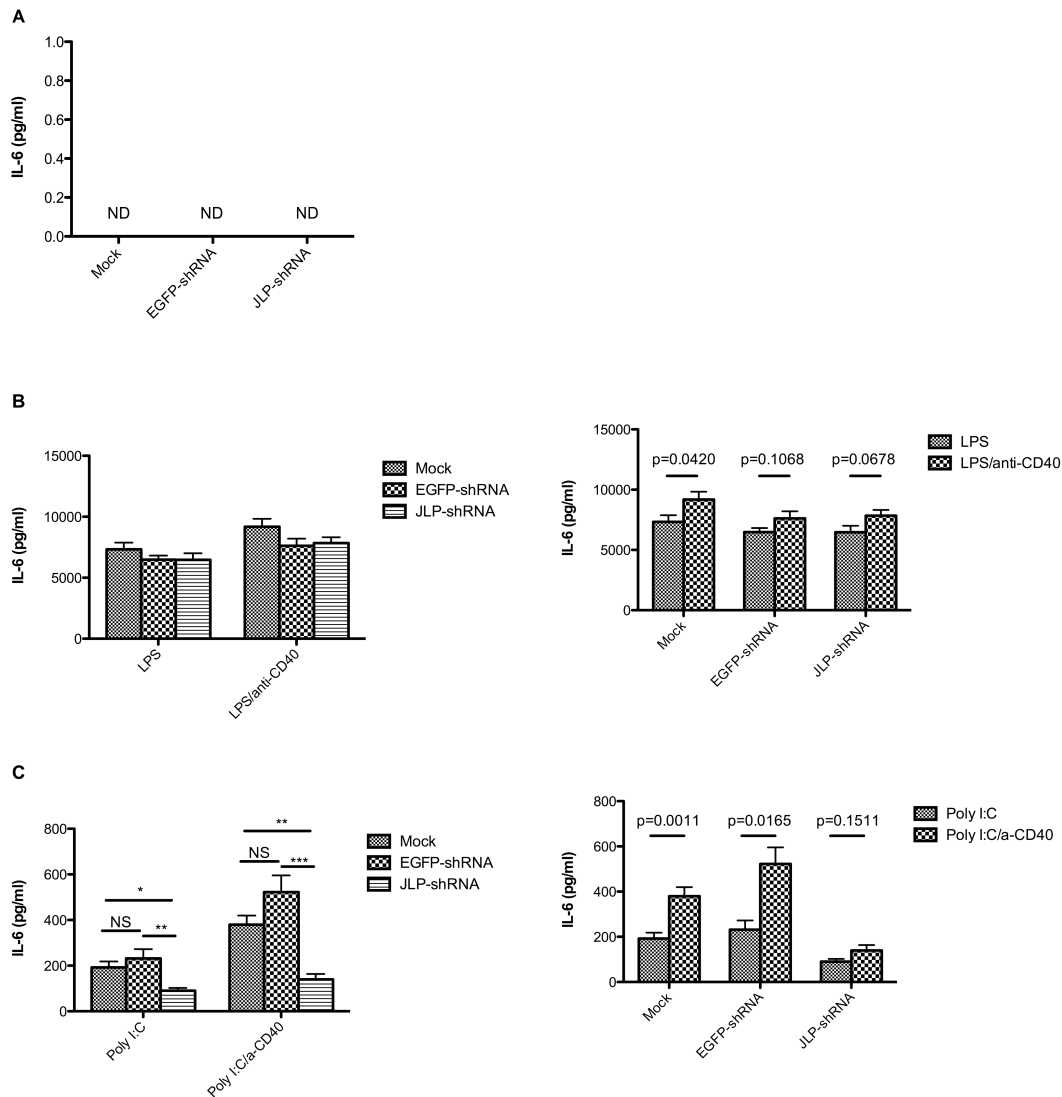 A
IL-6 (pg/ml)
1.0
0.8
0.6
0.4
0.2
0.0
ND ND ND
Mock
EGFP-shRNA
JLP-shRNA
B
IL-6 (pg/ml)
15000
10000
5000
0
LPS
LPS/anti-CD40
Mock
EGFP-shRNA
JLP-shRNA
IL-6 (pg/ml)
15000
10000
5000
0
p=0.0420 p=0.1068 p=0.0678
Mock
EGFP-shRNA
JLP-shRNA
LPS
LPS/anti-CD40
C
IL-6 (pg/ml)
800
600
400
200
0
*
NS **
**
NS ***
Poly I:C
Poly I:C/a-CD40
Mock
EGFP-shRNA
JLP-shRNA
IL-6 (pg/ml)
800
600
400
200
0
p=0.0011 p=0.0165 p=0.1511
Mock
EGFP-shRNA
JLP-shRNA
Poly I:C
Poly I:C/a-CD40